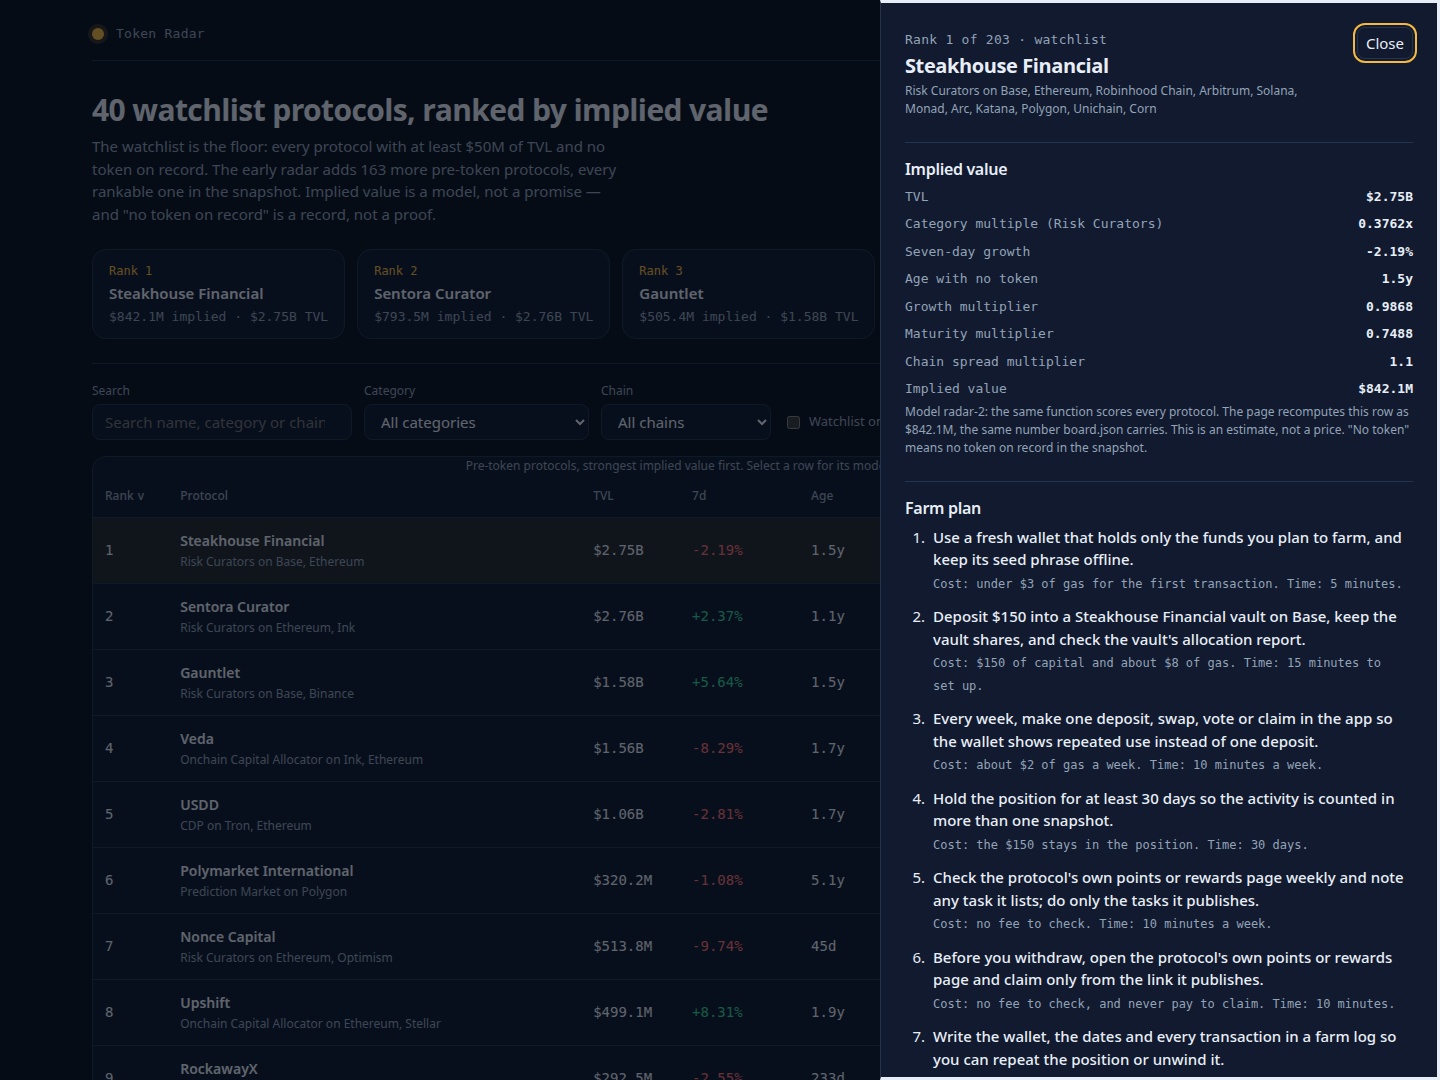 Token Radar
40 watchlist protocols, ranked by implied value
The watchlist is the floor: every protocol with at least $50M of TVL and no
token on record. The early radar adds 163 more pre-token protocols, every
rankable one in the snapshot. Implied value is a model, not a promise —
and "no token on record" is a record, not a proof.
Rank 1
Steakhouse Financial
$842.1M implied · $2.75B TVL
Rank 2
Sentora Curator
$793.5M implied · $2.76B TVL
Rank 3
Gauntlet
$505.4M implied · $1.58B TVL
Search
Category
Chain
Search name, category or chain
All categories
All chains
Watchlist or
Pre-token protocols, strongest implied value first. Select a row for its mode
Rank v Protocol TVL 7d Age
1 Steakhouse Financial $2.75B -2.19% 1.5y
Risk Curators on Base, Ethereum
2 Sentora Curator $2.76B +2.37% 1.1y
Risk Curators on Ethereum, Ink
3 Gauntlet $1.58B +5.64% 1.5y
Risk Curators on Base, Binance
4 Veda $1.56B -8.29% 1.7y
Onchain Capital Allocator on Ink, Ethereum
5 USDD $1.06B -2.81% 1.7y
CDP on Tron, Ethereum
6 Polymarket International $320.2M -1.08% 5.1y
Prediction Market on Polygon
7 Nonce Capital $513.8M -9.74% 45d
Risk Curators on Ethereum, Optimism
8 Upshift $499.1M +8.31% 1.9y
Onchain Capital Allocator on Ethereum, Stellar
9 RockawayX $292.5M -2.55% 233d
Rank 1 of 203 · watchlist
Close
Steakhouse Financial
Risk Curators on Base, Ethereum, Robinhood Chain, Arbitrum, Solana,
Monad, Arc, Katana, Polygon, Unichain, Corn
Implied value
TVL $2.75B
Category multiple (Risk Curators) 0.3762x
Seven-day growth -2.19%
Age with no token 1.5y
Growth multiplier 0.9868
Maturity multiplier 0.7488
Chain spread multiplier 1.1
Implied value $842.1M
Model radar-2: the same function scores every protocol. The page recomputes this row as
$842.1M, the same number board.json carries. This is an estimate, not a price. "No token"
means no token on record in the snapshot.
Farm plan
1. Use a fresh wallet that holds only the funds you plan to farm, and
keep its seed phrase offline.
Cost: under $3 of gas for the first transaction. Time: 5 minutes.
2. Deposit $150 into a Steakhouse Financial vault on Base, keep the
vault shares, and check the vault's allocation report.
Cost: $150 of capital and about $8 of gas. Time: 15 minutes to
set up.
3. Every week, make one deposit, swap, vote or claim in the app so
the wallet shows repeated use instead of one deposit.
Cost: about $2 of gas a week. Time: 10 minutes a week.
4. Hold the position for at least 30 days so the activity is counted in
more than one snapshot.
Cost: the $150 stays in the position. Time: 30 days.
5. Check the protocol's own points or rewards page weekly and note
any task it lists; do only the tasks it publishes.
Cost: no fee to check. Time: 10 minutes a week.
6. Before you withdraw, open the protocol's own points or rewards
page and claim only from the link it publishes.
Cost: no fee to check, and never pay to claim. Time: 10 minutes.
7. Write the wallet, the dates and every transaction in a farm log so
you can repeat the position or unwind it.